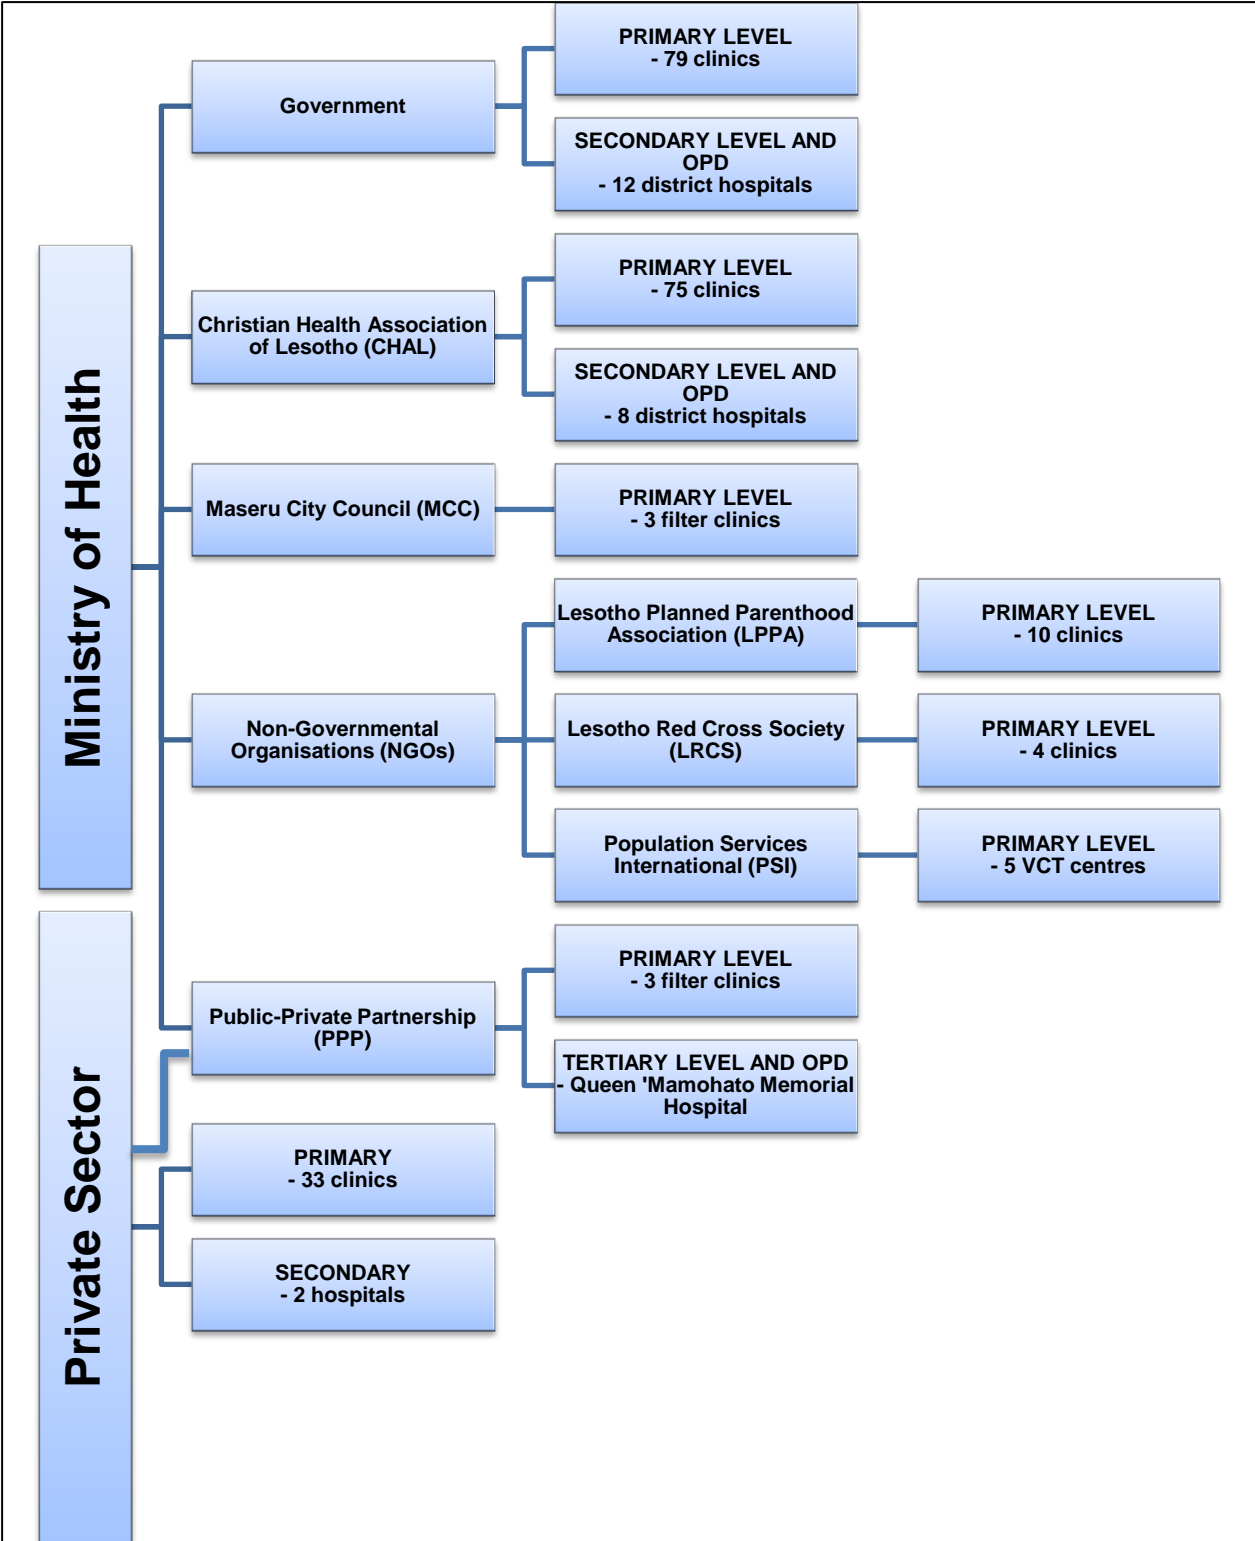 Ministry of Health
Government
PRIMARY LEVEL
- 79 clinics
SECONDARY LEVEL AND
OPD
- 12 district hospitals
Christian Health Association
of Lesotho (CHAL)
PRIMARY LEVEL
- 75 clinics
SECONDARY LEVEL AND
OPD
- 8 district hospitals
Maseru City Council (MCC)
PRIMARY LEVEL
- 3 filter clinics
Non-Governmental
Organisations (NGOs)
Lesotho Planned Parenthood
Association (LPPA)
PRIMARY LEVEL
- 10 clinics
Lesotho Red Cross Society
(LRCS)
PRIMARY LEVEL
- 4 clinics
Population Services
International (PSI)
PRIMARY LEVEL
- 5 VCT centres
Public-Private Partnership
(PPP)
PRIMARY LEVEL
- 3 filter clinics
TERTIARY LEVEL AND OPD
- Queen 'Mamohato Memorial
Hospital
Private Sector
PRIMARY
- 33 clinics
SECONDARY
- 2 hospitals